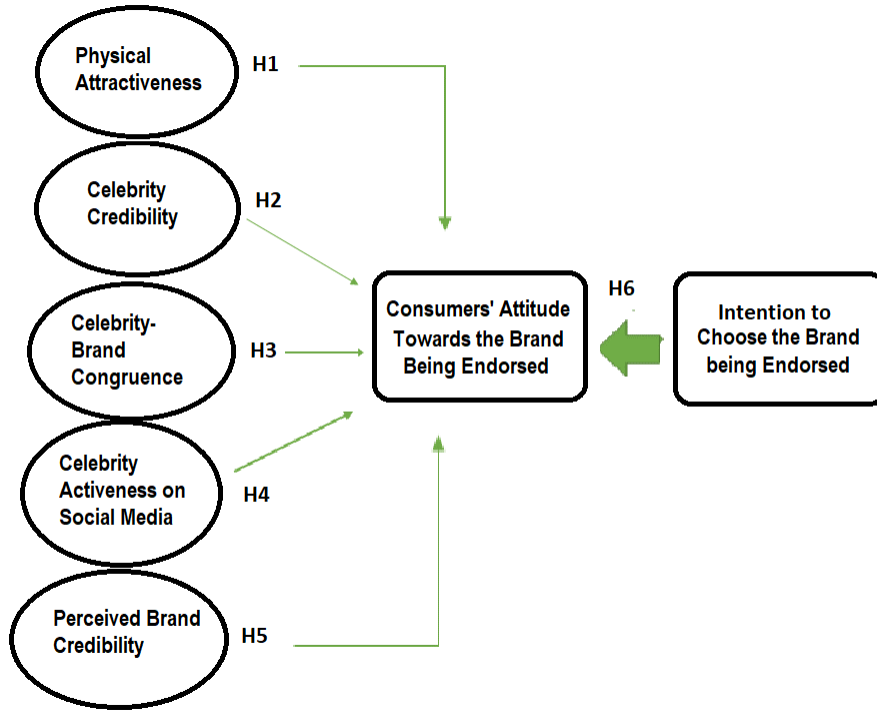 Physical
Attractiveness
H1
Celebrity
Credibility
H2
Celebrity-
Brand
Congruence
H3
Celebrity
Activeness on
Social Media
H4
Perceived Brand
Credibility
H5
Consumers' Attitude
Towards the Brand
Being Endorsed
H6
Intention to
Choose the Brand
being Endorsed